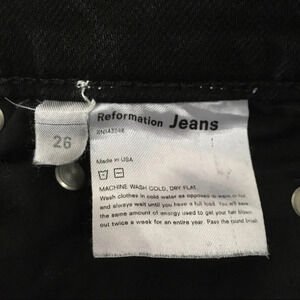 26
Reformation Jeans
Made in USA
MACHINE WASH COLD, DRY FLAT
Wash clothes in cold water as opposed to warm or hot
and always wait until you have a full load. You will save
the same amount of energy used to get your hair blown
out twice a week for an entire year. Pass the round brush